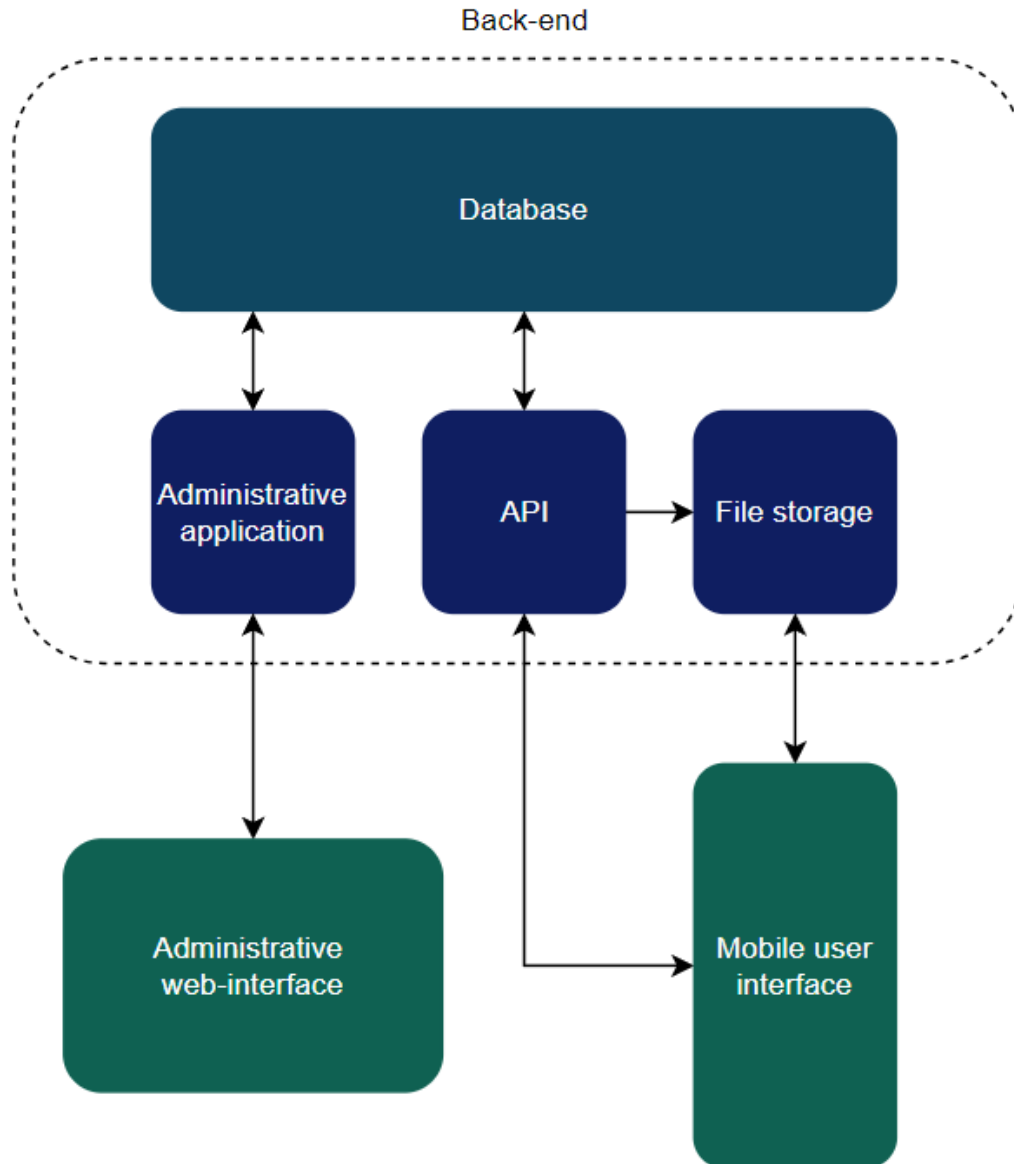 Back-end
Database
Administrative
application
API
File storage
Administrative
web-interface
Mobile user
interface